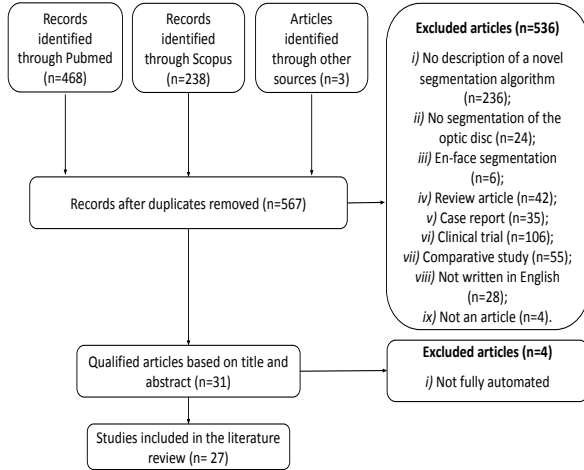 Records
identified
through Pubmed
(n=468)
Records
identified
through Scopus
(n=238)
Articles
identified
through other
sources (n=3)
Records after duplicates removed (n=567)
Excluded articles (n=536)
i) No description of a novel
segmentation algorithm
(n=236);
ii) No segmentation of the
optic disc (n=24);
iii) En-face segmentation
(n=6);
iv) Review article (n=42);
v) Case report (n=35);
vi) Clinical trial (n=106);
vii) Comparative study (n=55);
viii) Not written in English
(n=28);
ix) Not an article (n=4).
Qualified articles based on title and
abstract (n=31)
Excluded articles (n=4)
i) Not fully automated
Studies included in the literature
review (n= 27)